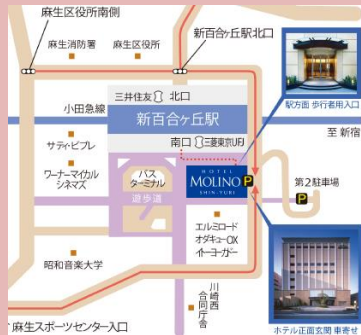 麻生区役所南側
麻生消防署
麻生区役所
新百合ヶ丘駅北口
駅方面 歩行者用入口
三井住友
北口
小田急線
新百合ヶ丘駅
至 新宿
南口
三菱東京UFJ
サティ・ビブレ
ワーナーマイカル
シネマズ
バス
ターミナル
遊歩道
HOTEL
MOLINO
SHIN-YURI
P
第2駐車場
P
エルミロード
オダキューOX
イトーヨーカドー
昭和音楽大学
川崎西
合同庁舎
麻生スポーツセンター入口
ホテル正面玄関 車寄せ